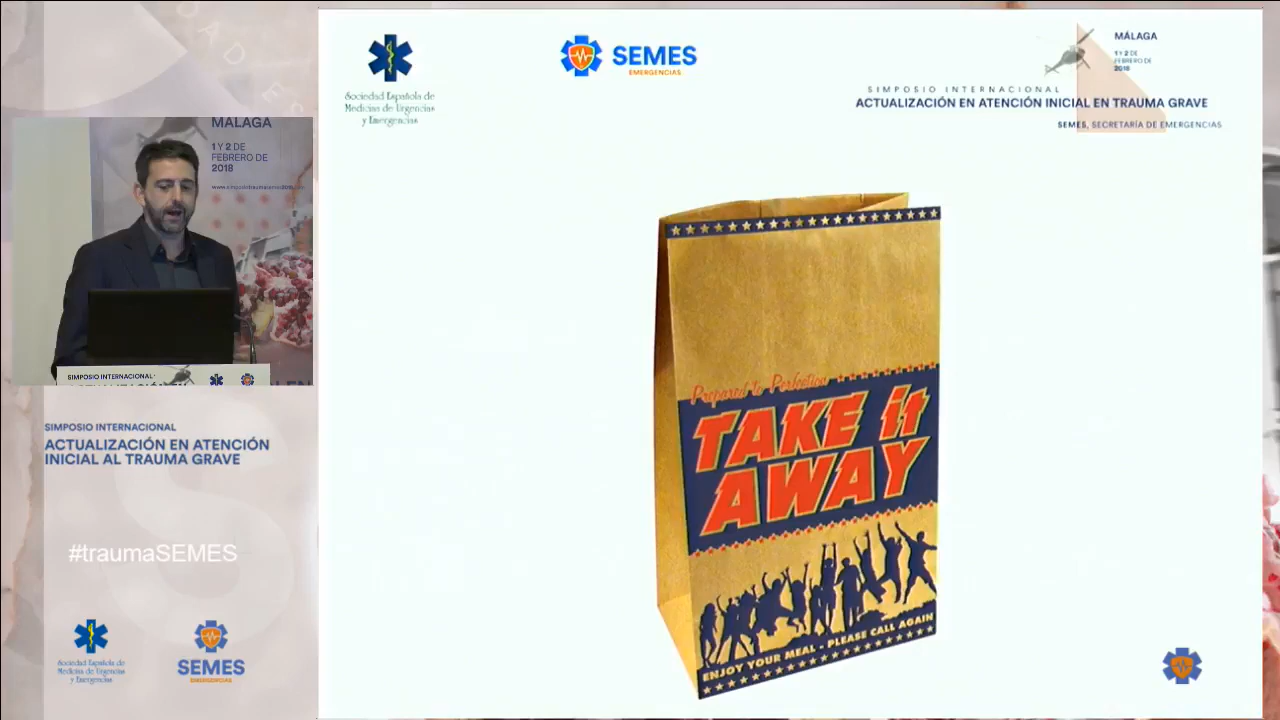 MÁLAGA
1 Y 2 DE
FEBRERO DE
2018
SIMPOSIO INTERNACIONAL
ACTUALIZACIÓN EN ATENCIÓN INICIAL EN TRAUMA GRAVE
SEMES, SECRETARÍA DE EMERGENCIAS
Sociedad Española de
Medicina de Urgencias
y Emergencias
SEMES
EMERGENCIAS
MALAGA
1 Y 2 DE
FEBRERO DE
2018
SIMPOSIO INTERNACIONAL
SIMPOSIO INTERNACIONAL
ACTUALIZACIÓN EN ATENCIÓN
INICIAL AL TRAUMA GRAVE
#traumaSEMES
Sociedad Española de
Medicina de Urgencias
y Emergencias
SEMES
EMERGENCIAS
Prepared to Perfection
TAKE it
AWAY
ENJOY YOUR MEAL - PLEASE CALL AGAIN